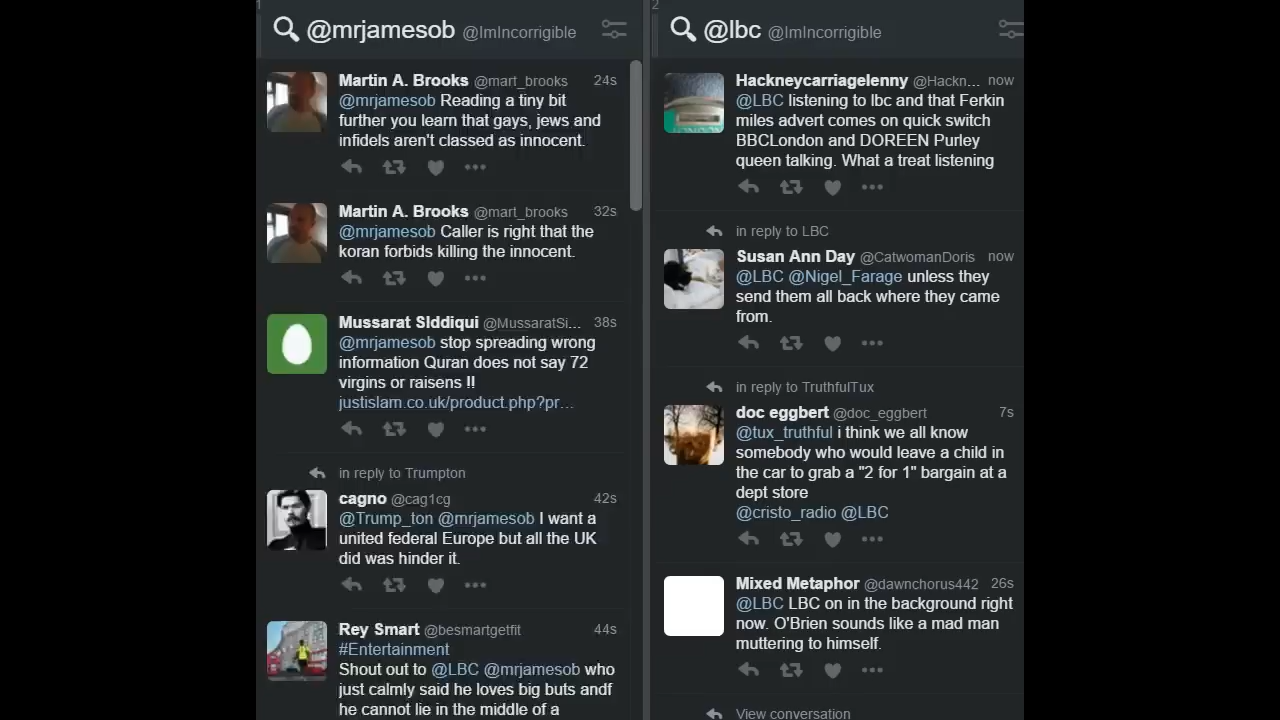 1
@mrjamesob @ImIncorrigible
Martin A. Brooks @mart_brooks 24s
@mrjamesob Reading a tiny bit
further you learn that gays, jews and
infidels aren't classed as innocent.
Martin A. Brooks @mart_brooks 32s
@mrjamesob Caller is right that the
koran forbids killing the innocent.
Mussarat SIddiqui @MussaratSi... 38s
@mrjamesob stop spreading wrong
information Quran does not say 72
virgins or raisens !!
justislam.co.uk/product.php?pr...
in reply to Trumpton
cagno @cag1cg 42s
@Trump_ton @mrjamesob I want a
united federal Europe but all the UK
did was hinder it.
Rey Smart @besmartgetfit 44s
#Entertainment
Shout out to @LBC @mrjamesob who
just calmly said he loves big buts andf
he cannot lie in the middle of a
2
@lbc @ImIncorrigible
Hackneycarriagelenny @Hackn... now
@LBC listening to lbc and that Ferkin
miles advert comes on quick switch
BBCLondon and DOREEN Purley
queen talking. What a treat listening
in reply to LBC
Susan Ann Day @CatwomanDoris now
@LBC @Nigel_Farage unless they
send them all back where they came
from.
in reply to TruthfulTux
doc eggbert @doc_eggbert 7s
@tux_truthful i think we all know
somebody who would leave a child in
the car to grab a "2 for 1" bargain at a
dept store
@cristo_radio @LBC
Mixed Metaphor @dawnchorus442 26s
@LBC LBC on in the background right
now. O'Brien sounds like a mad man
muttering to himself.
View conversation